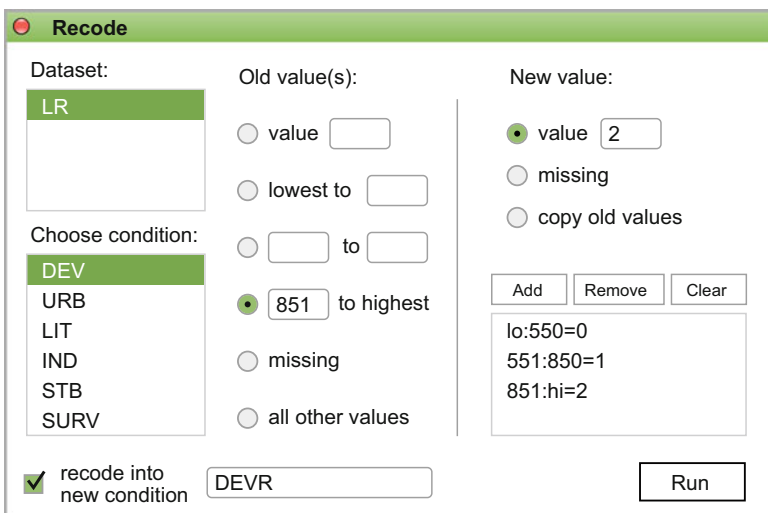 Recode
Dataset:
LR
Choose condition:
DEV
URB
LIT
IND
STB
SURV
Old value(s):
value
lowest to
to
851 to highest
missing
all other values
New value:
value 2
missing
copy old values
Add Remove Clear
lo:550=0
551:850=1
851:hi=2
recode into
new condition
DEVR
Run